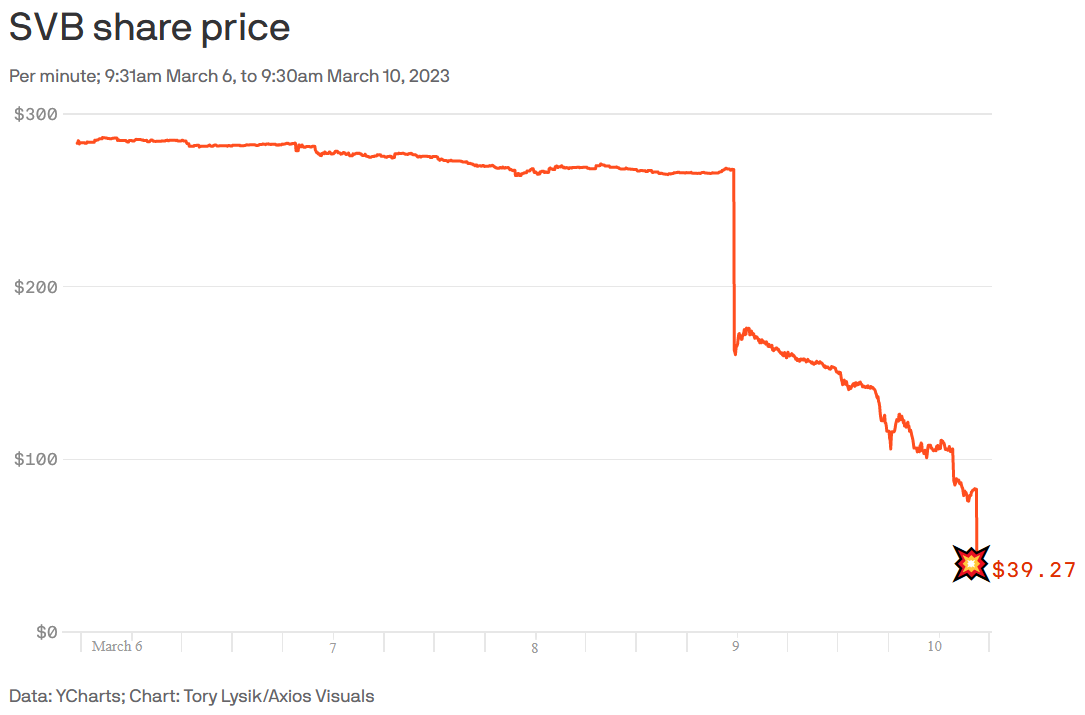 SVB share price
Per minute; 9:31am March 6, to 9:30am March 10, 2023
$300
$200
$100
$39.27
$0
March 6 7 8 9 10
Data: YCharts; Chart: Tory Lysik/Axios Visuals